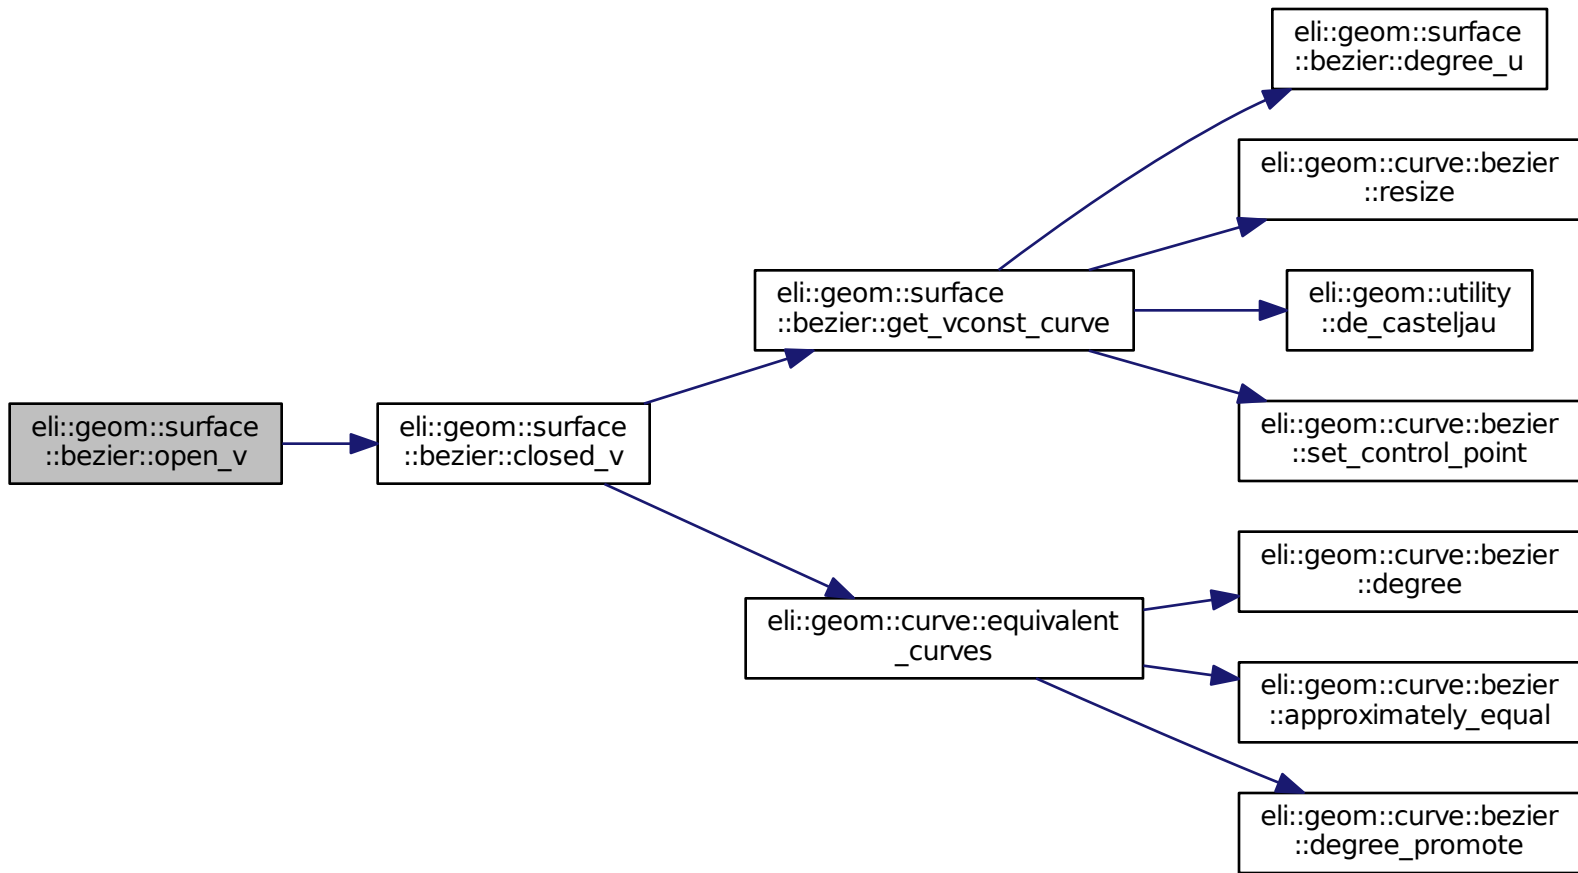 eli::geom::surface
::bezier::open_v
eli::geom::surface
::bezier::closed_v
eli::geom::surface
::bezier::get_vconst_curve
eli::geom::curve::equivalent
_curves
eli::geom::surface
::bezier::degree_u
eli::geom::curve::bezier
::resize
eli::geom::utility
::de_casteljau
eli::geom::curve::bezier
::set_control_point
eli::geom::curve::bezier
::degree
eli::geom::curve::bezier
::approximately_equal
eli::geom::curve::bezier
::degree_promote